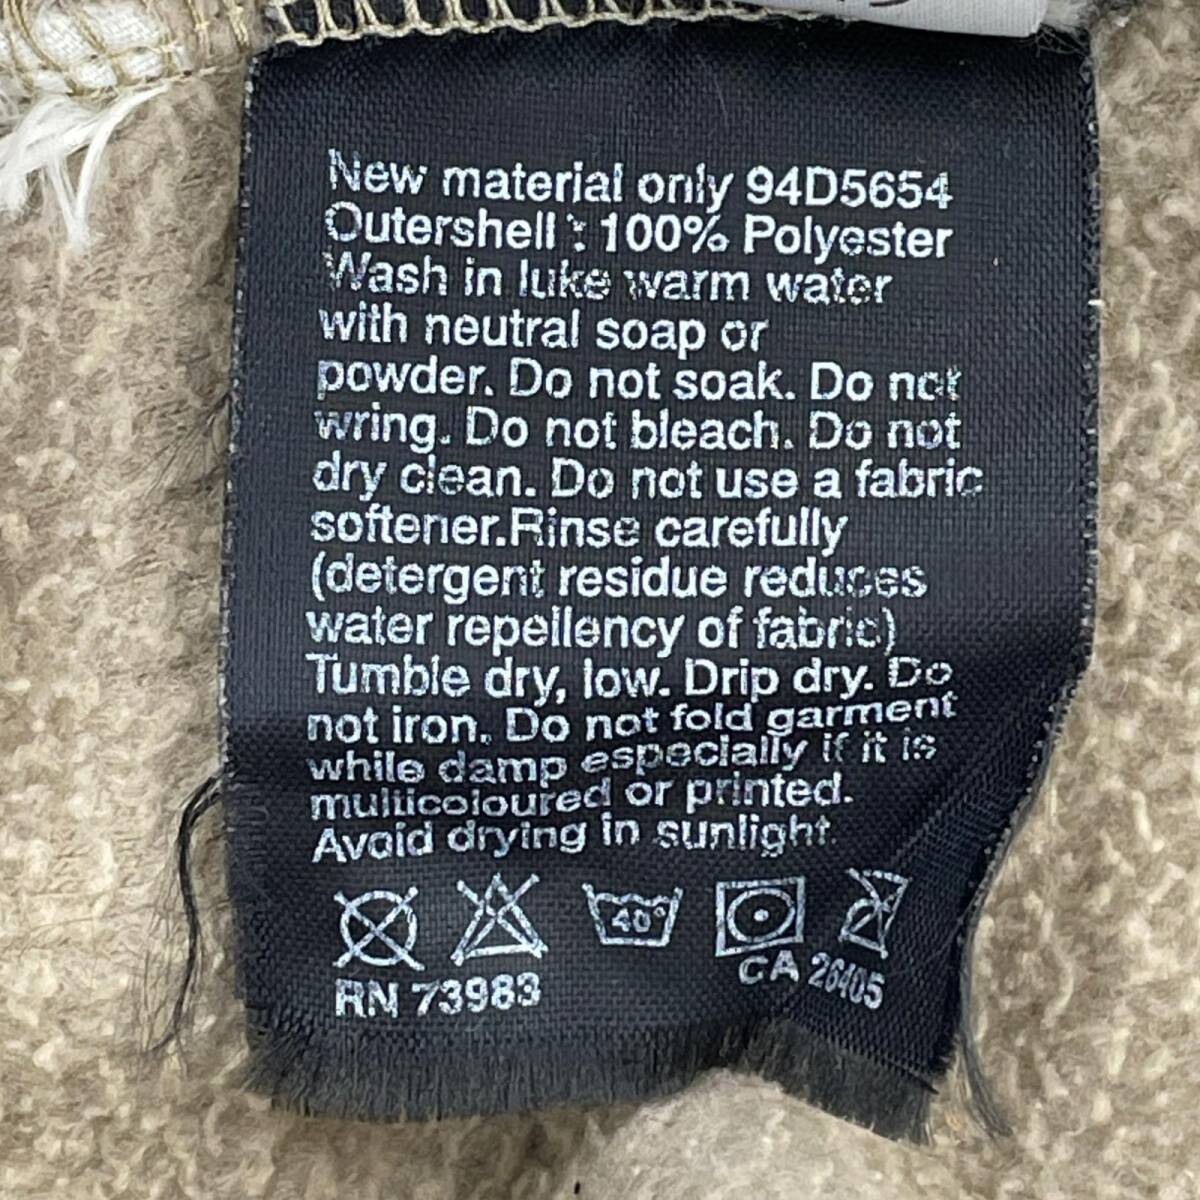 New material only 94D5654
Outershell : 100% Polyester
Wash in luke warm water
with neutral soap or
powder. Do not soak. Do not
wring. Do not bleach. Do not
dry clean. Do not use a fabric
softener.Rinse carefully
(detergent residue reduces
water repellency of fabric)
Tumble dry, low. Drip dry. Do
not iron. Do not fold garment
while damp especially if it is
multicoloured or printed.
Avoid drying in sunlight.
40°
RN 73983 CA 26405